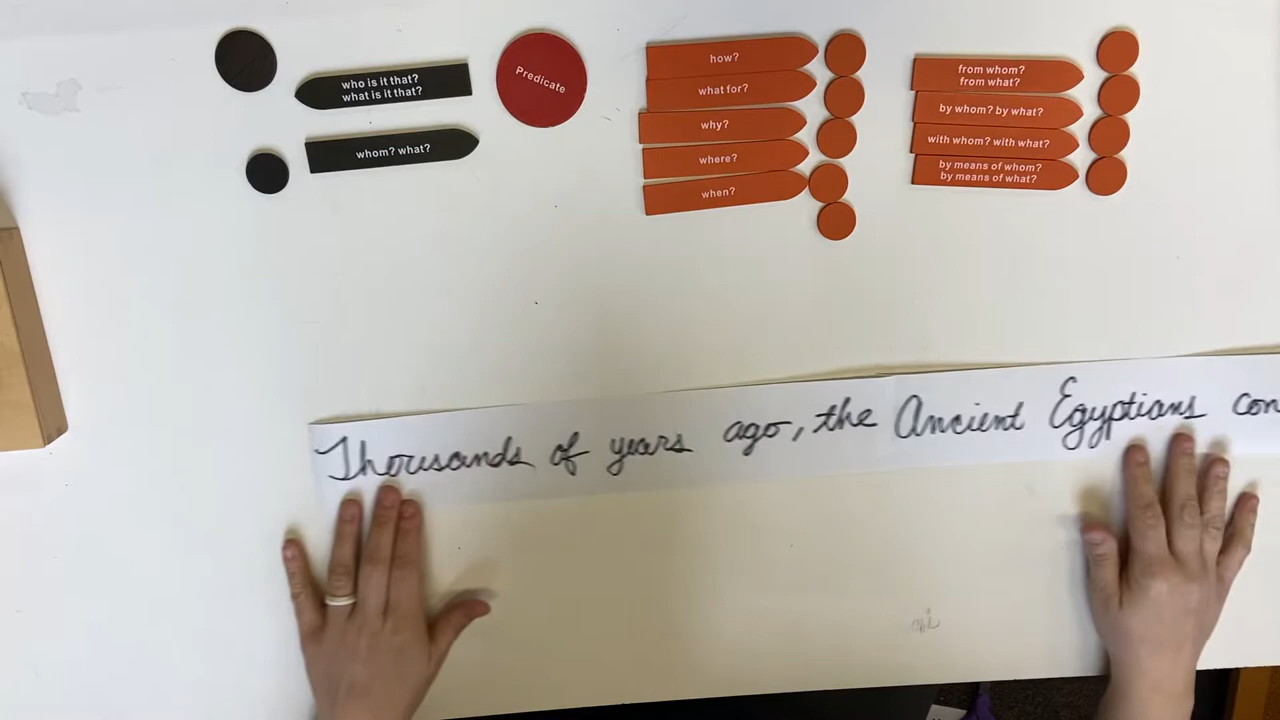 who is it that?
what is it that?
whom? what?
Predicate
how?
what for?
why?
where?
when?
from whom?
from what?
by whom? by what?
with whom? with what?
by means of whom?
by means of what?
Thousands of years ago, the Ancient Egyptians con